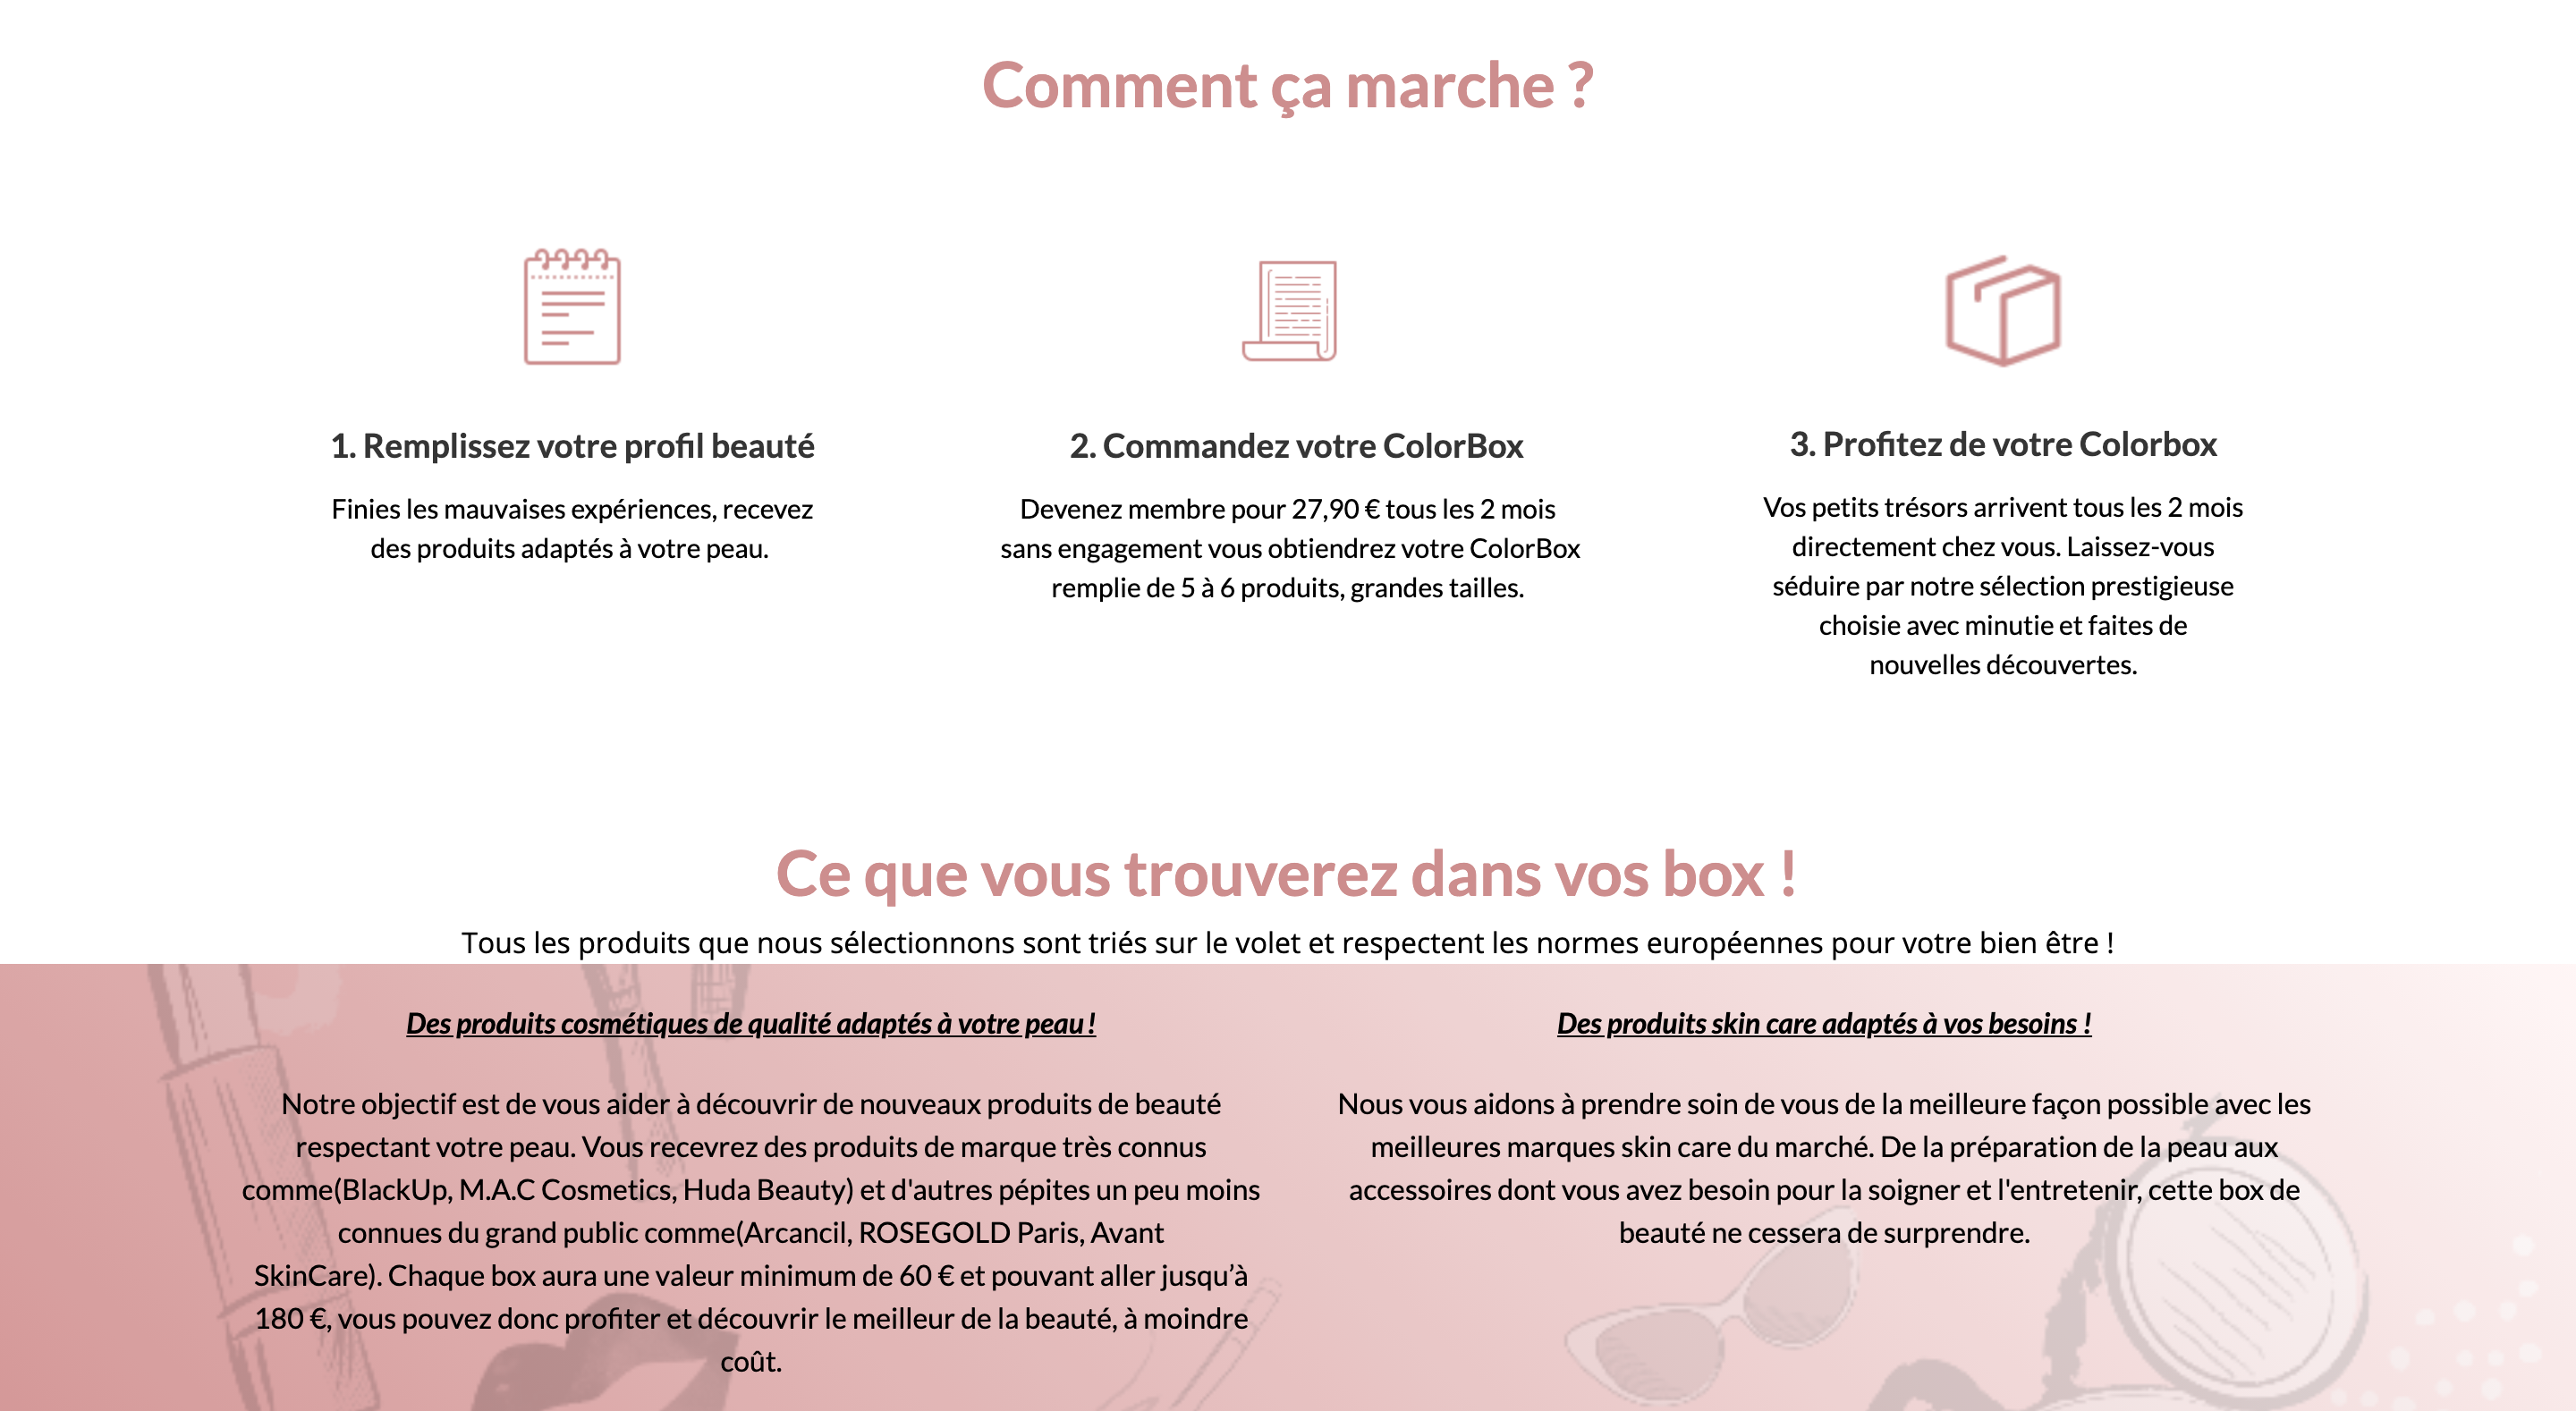 Comment ça marche ?
1. Remplissez votre profil beauté
Finies les mauvaises expériences, recevez
des produits adaptés à votre peau.
2. Commandez votre ColorBox
Devenez membre pour 27,90 € tous les 2 mois
sans engagement vous obtiendrez votre ColorBox
remplie de 5 à 6 produits, grandes tailles.
3. Profitez de votre Colorbox
Vos petits trésors arrivent tous les 2 mois
directement chez vous. Laissez-vous
séduire par notre sélection prestigieuse
choisie avec minutie et faites de
nouvelles découvertes.
Ce que vous trouverez dans vos box !
Tous les produits que nous sélectionnons sont triés sur le volet et respectent les normes européennes pour votre bien être !
Des produits cosmétiques de qualité adaptés à votre peau !
Notre objectif est de vous aider à découvrir de nouveaux produits de beauté
respectant votre peau. Vous recevrez des produits de marque très connus
comme(BlackUp, M.A.C Cosmetics, Huda Beauty) et d'autres pépites un peu moins
connues du grand public comme(Arcancil, ROSEGOLD Paris, Avant
SkinCare). Chaque box aura une valeur minimum de 60 € et pouvant aller jusqu’à
180 €, vous pouvez donc profiter et découvrir le meilleur de la beauté, à moindre
coût.
Des produits skin care adaptés à vos besoins !
Nous vous aidons à prendre soin de vous de la meilleure façon possible avec les
meilleures marques skin care du marché. De la préparation de la peau aux
accessoires dont vous avez besoin pour la soigner et l'entretenir, cette box de
beauté ne cessera de surprendre.